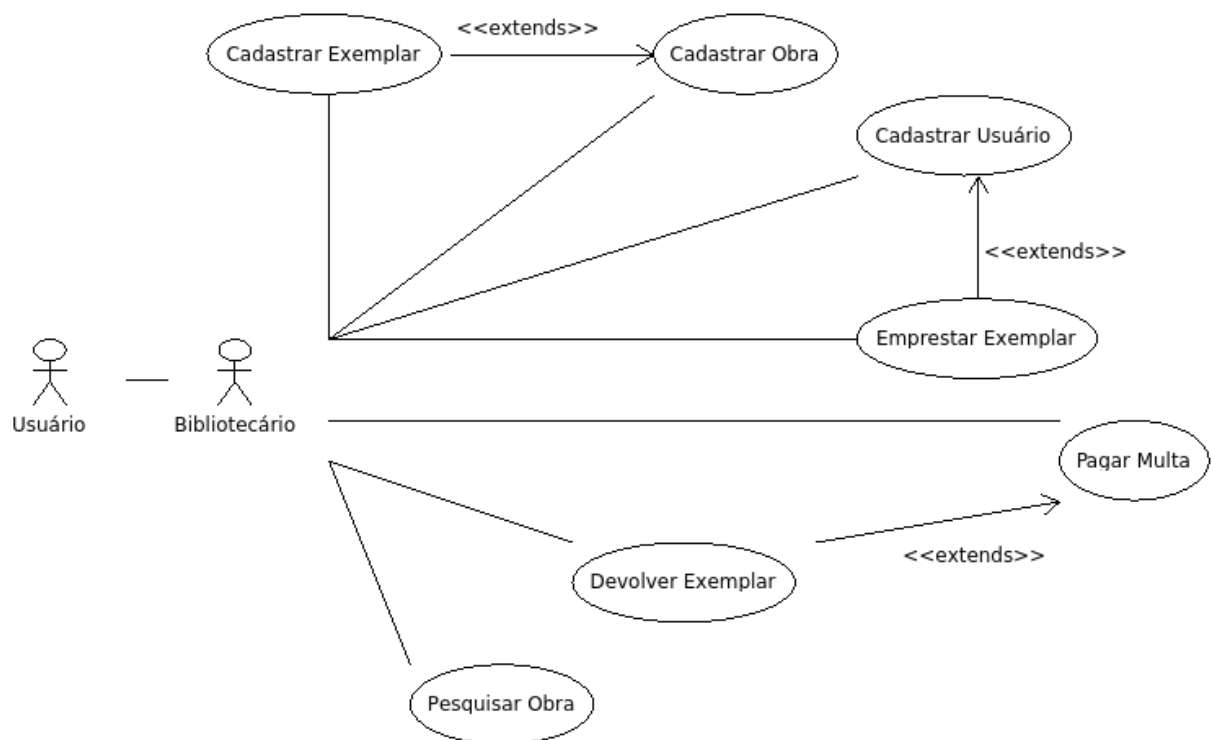 <<extends>>
Cadastrar Exemplar
Cadastrar Obra
Cadastrar Usuário
<<extends>>
Emprestar Exemplar
Usuário
Bibliotecário
Pagar Multa
<<extends>>
Devolver Exemplar
Pesquisar Obra